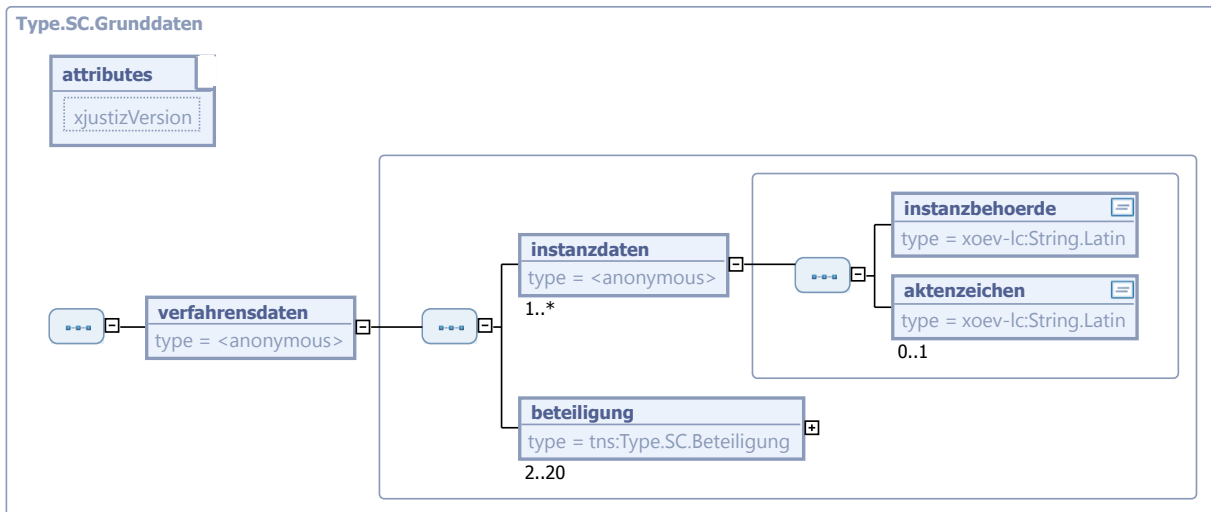 Type.SC.Grunddaten
attributes
xjustizVersion
verfahrensdaten
type = <anonymous>
instanzdaten
type = <anonymous>
1..*
instanzbehoerde
type = xoev-lc:String.Latin
aktenzeichen
type = xoev-lc:String.Latin
0..1
beteiligung
type = tns:Type.SC.Beteiligung
2..20